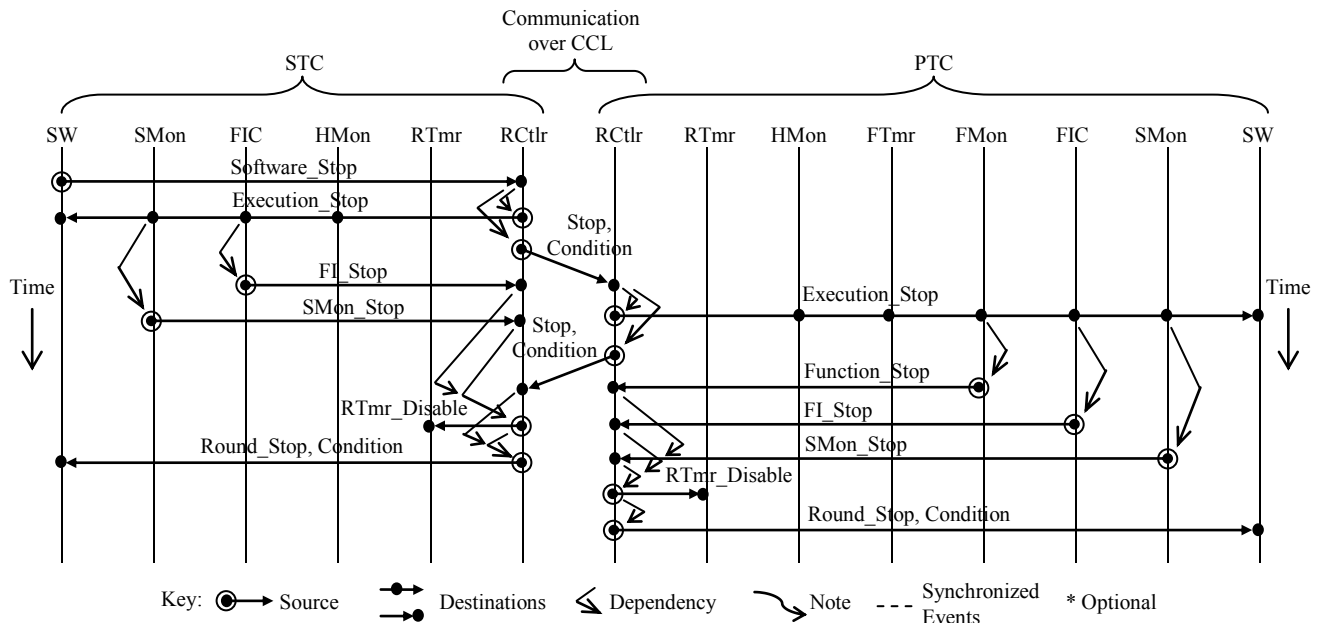 Communication
over CCL
STC
PTC
SW SMon FIC HMon RTmr RCtlr RCtlr RTmr HMon FTmr FMon FIC SMon SW
Software_Stop
Execution_Stop
Stop,
Condition
FI_Stop
Time
Execution_Stop
Time
SMon_Stop
Stop,
Condition
Function_Stop
RTmr_Disable
FI_Stop
Round_Stop, Condition
SMon_Stop
RTmr_Disable
Round_Stop, Condition
Key: Source Destinations Dependency Note Synchronized
Events * Optional